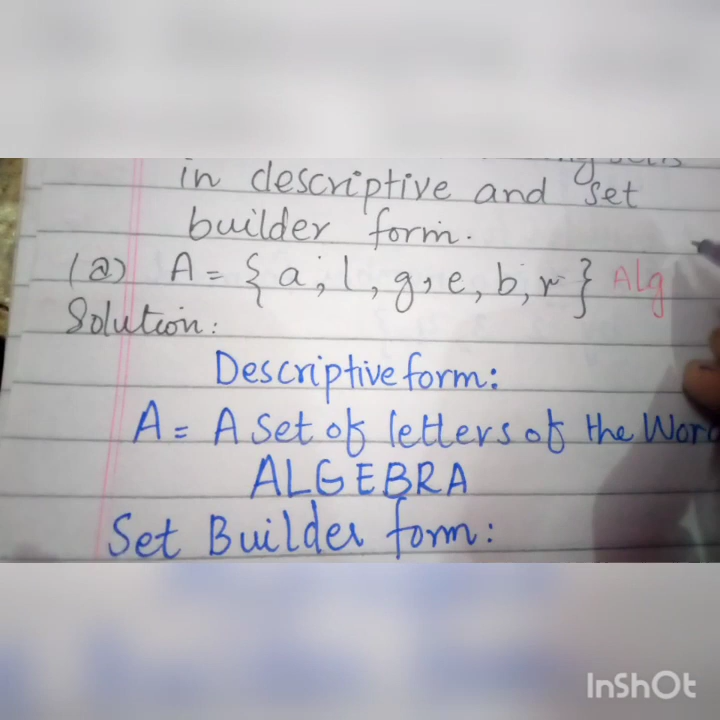 in descriptive and set
builder form.
(a) A = { a, l, g, e, b, r } Alg
Solution:
Descriptive form:
A = A set of letters of the Word
ALGEBRA
Set Builder form:
InShOt